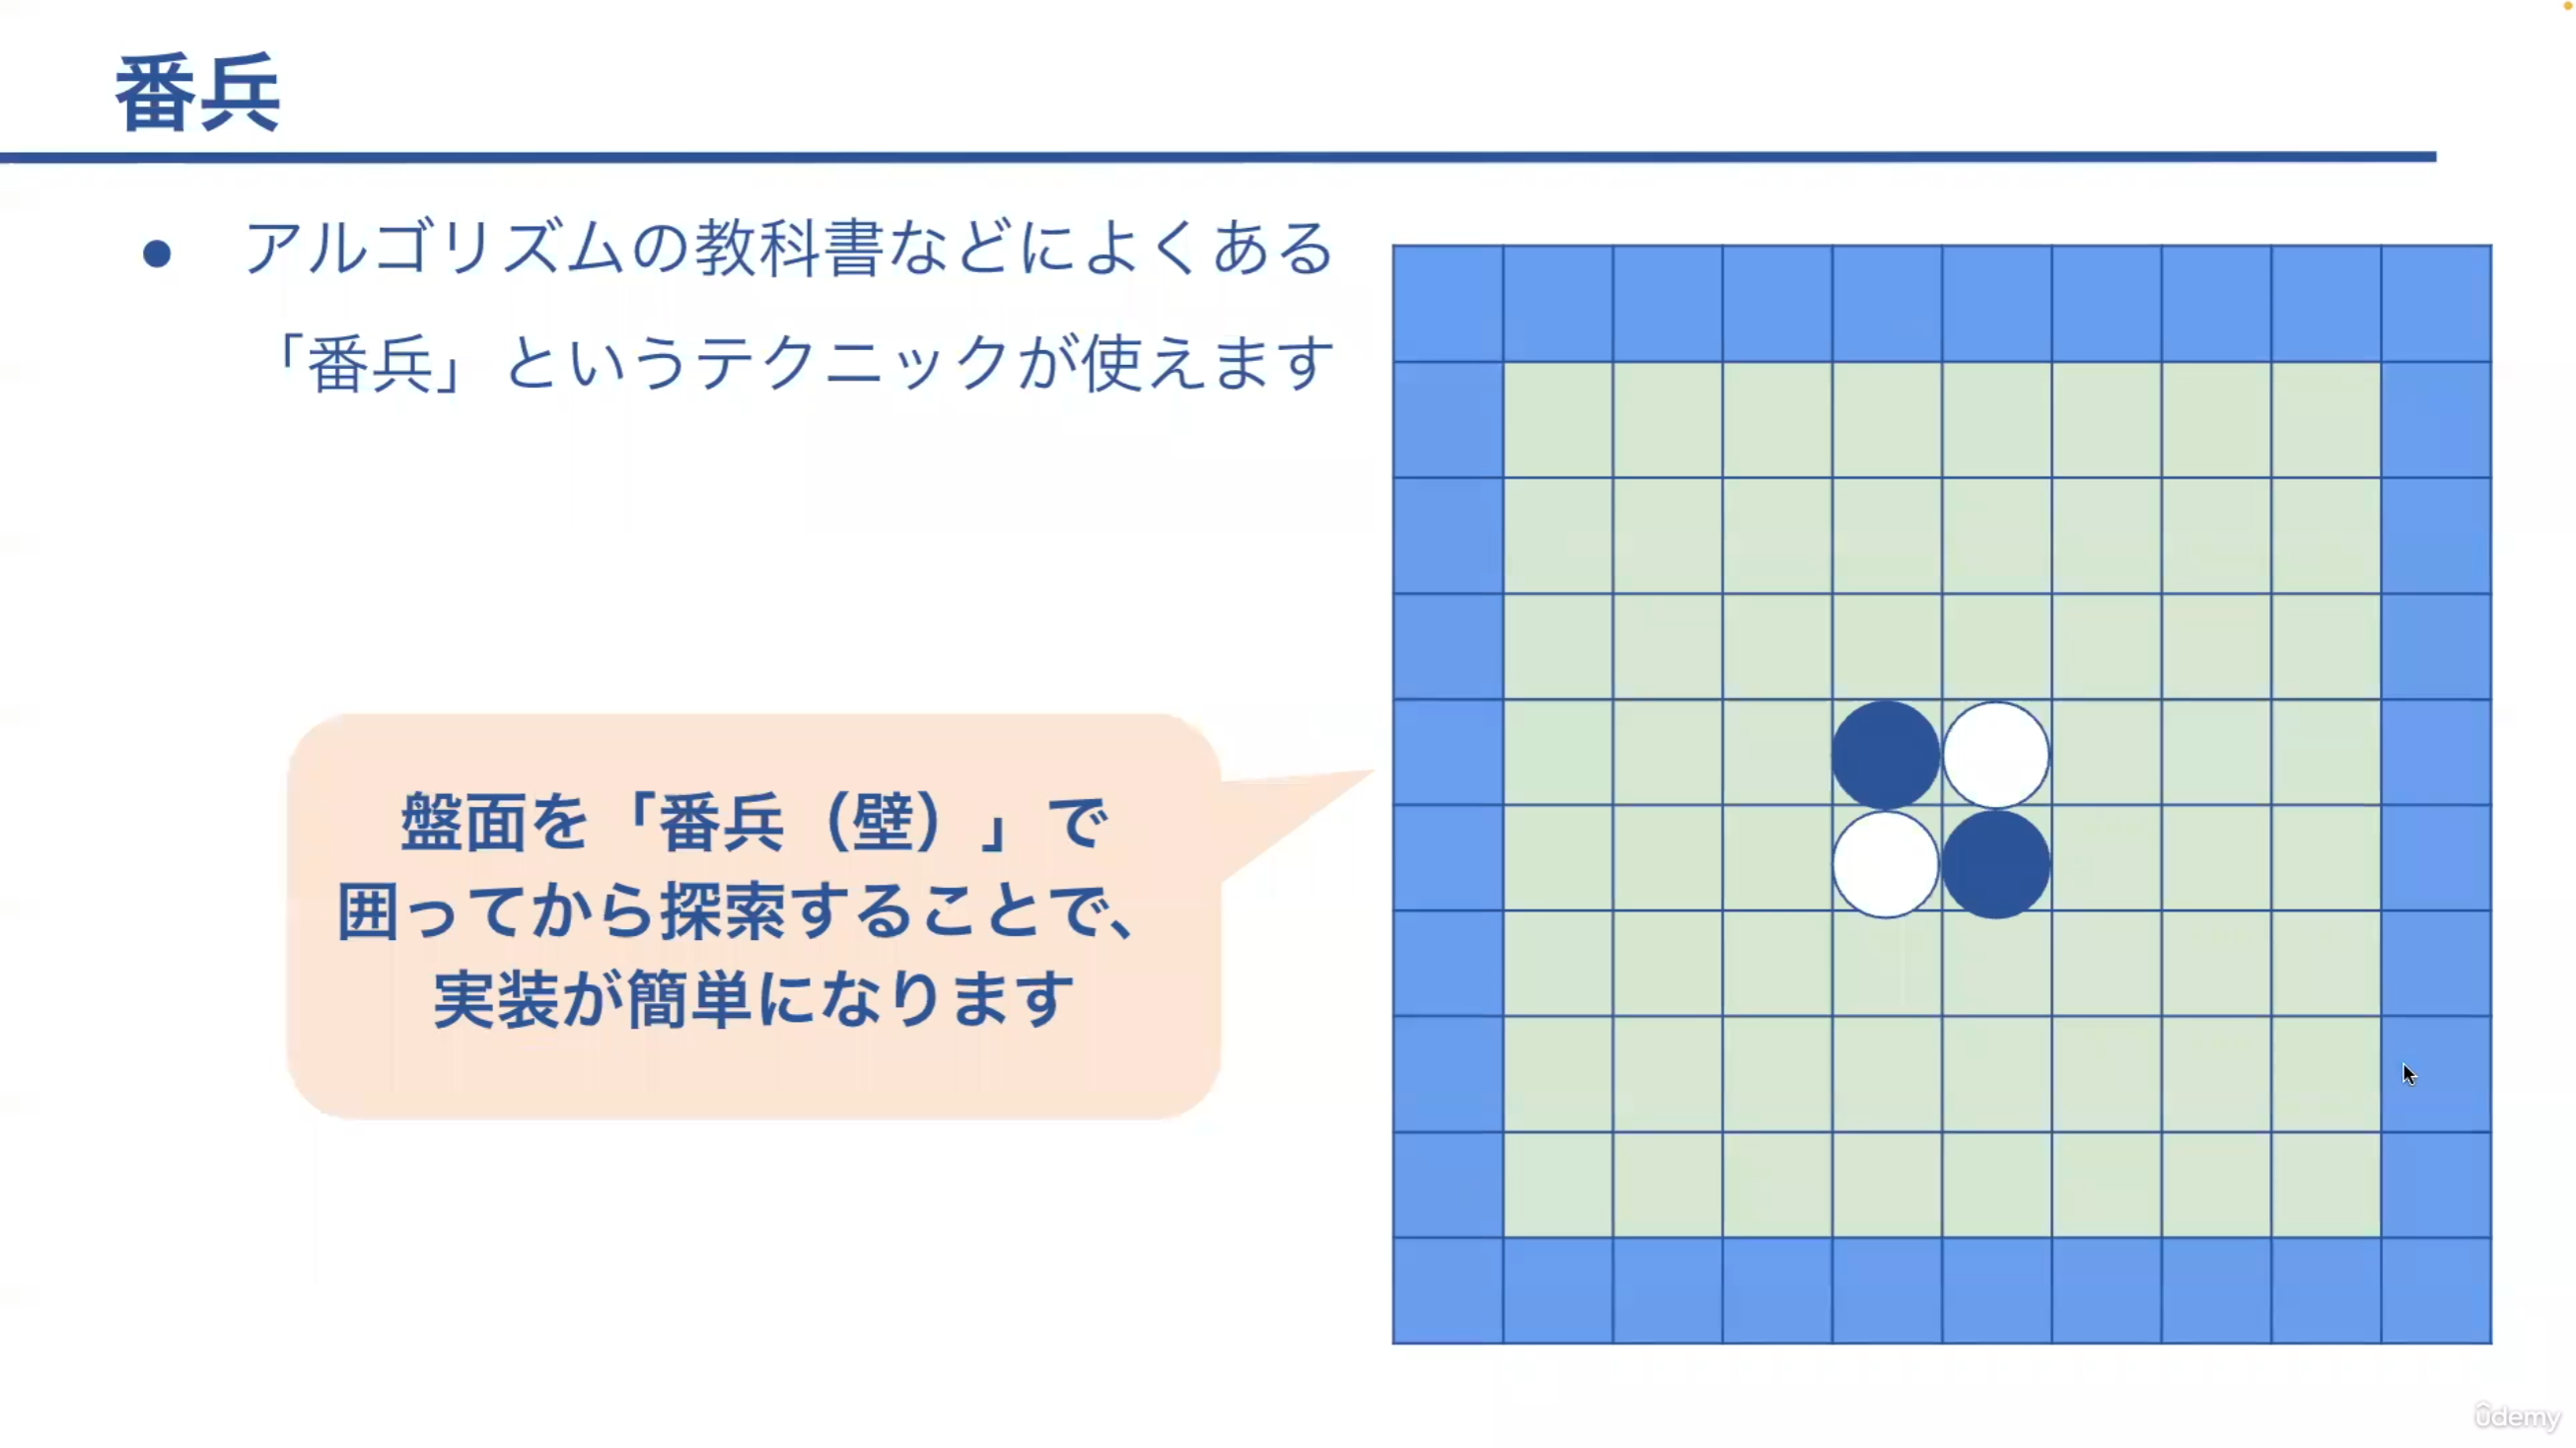 番兵
● アルゴリズムの教科書などによくある
「番兵」というテクニックが使えます
盤面を「番兵（壁）」で
囲ってから探索することで、
実装が簡単になります
ûdemy